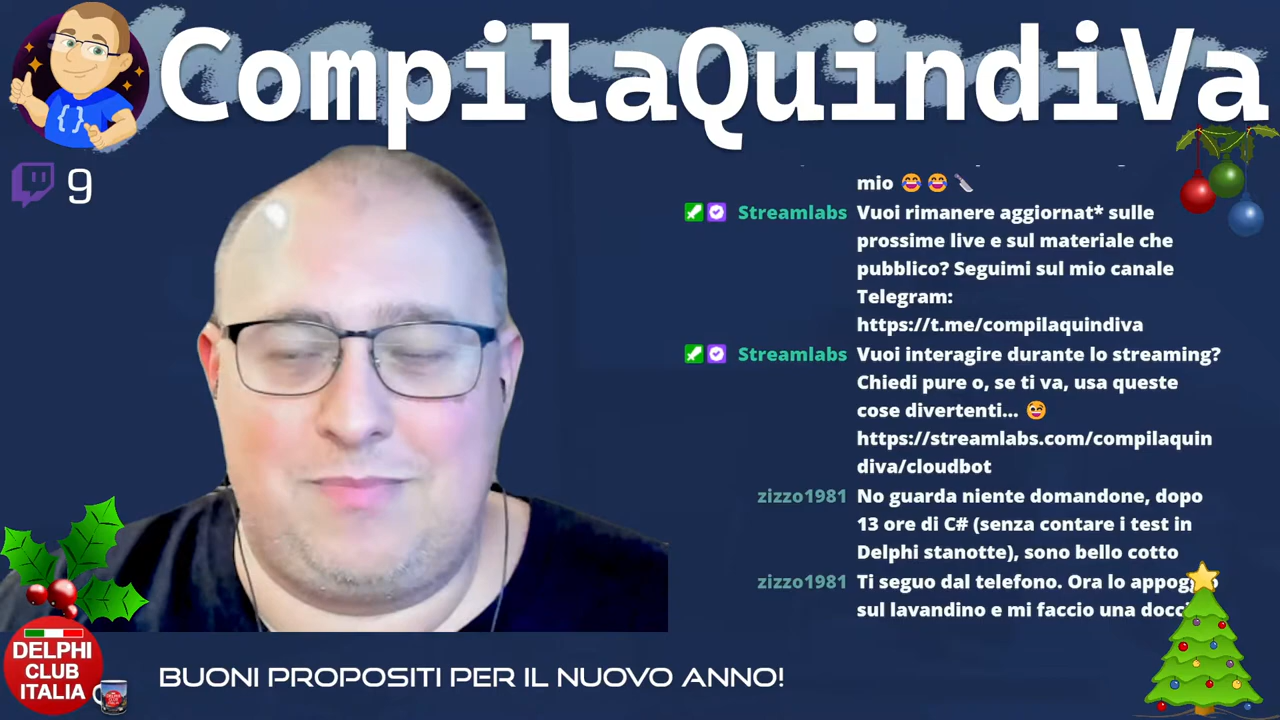 CompilaQuindiVa
{}
9
mio 😂 😂 🔪
Streamlabs Vuoi rimanere aggiornat* sulle
prossime live e sul materiale che
pubblico? Seguimi sul mio canale
Telegram:
https://t.me/compilaquindiva
Streamlabs Vuoi interagire durante lo streaming?
Chiedi pure o, se ti va, usa queste
cose divertenti... 😄
https://streamlabs.com/compilaquin
diva/cloudbot
zizzo1981 No guarda niente domandone, dopo
13 ore di C# (senza contare i test in
Delphi stanotte), sono bello cotto
zizzo1981 Ti seguo dal telefono. Ora lo
sul lavandino e mi faccio una
DELPHI
CLUB
ITALIA
BUONI PROPOSITI PER IL NUOVO ANNO!